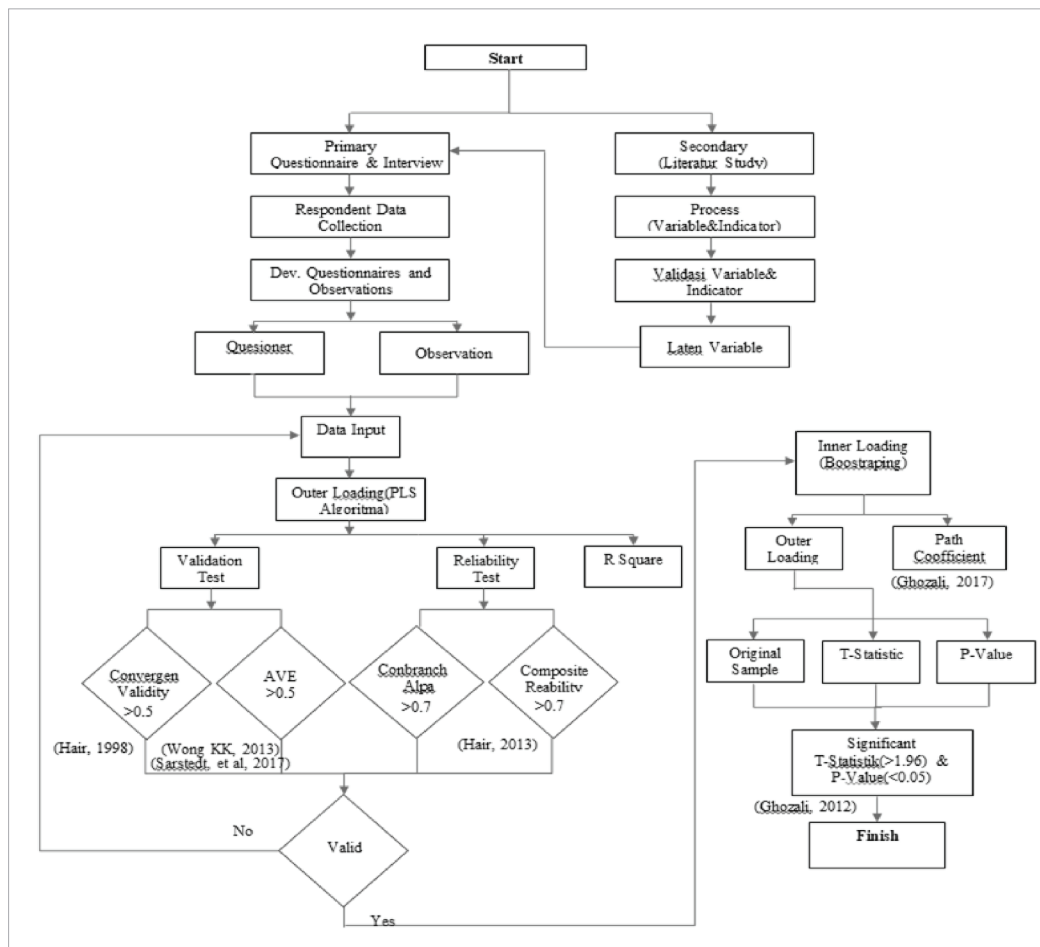 Start
Primary
Questionnaire & Interview
Secondary
(Literatur Study)
Respondent Data
Collection
Process
(Variable&Indicator)
Dev. Questionnaires and
Observations
Validasi Variable&
Indicator
Quesioner
Observation
Laten Variable
Data Input
Inner Loading
(Boostraping)
Outer Loading(PLS
Algoritma)
Outer
Loading
Path
Coofficient
(Ghozali, 2017)
Validation
Test
Reliability
Test
R Square
Original
Sample
T-Statistic
P-Value
Convergen
Validity
>0.5
AVE
>0.5
Conbranch
Alpa
>0.7
Composite
Reability
>0.7
(Hair, 1998)
(Wong KK, 2013)
(Sarstedt, et al, 2017)
(Hair, 2013)
Significant
T-Statistik(>1.96) &
P-Value(<0.05)
(Ghozali, 2012)
Finish
No
Valid
Yes